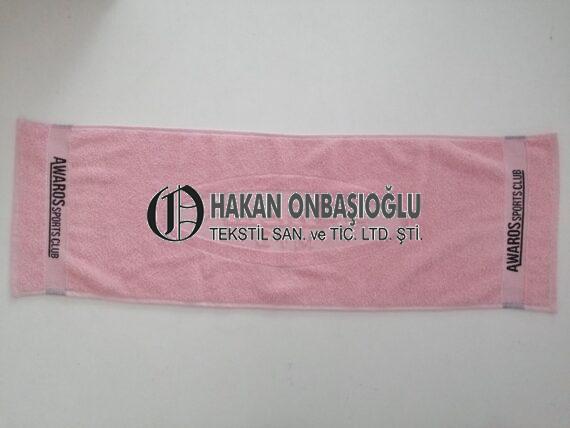 AWAROS SPORTS CLUB
HAKAN ONBAŞIOĞLU
TEKSTİL SAN. ve TİC. LTD. ŞTİ.
AWAROS SPORTS CLUB